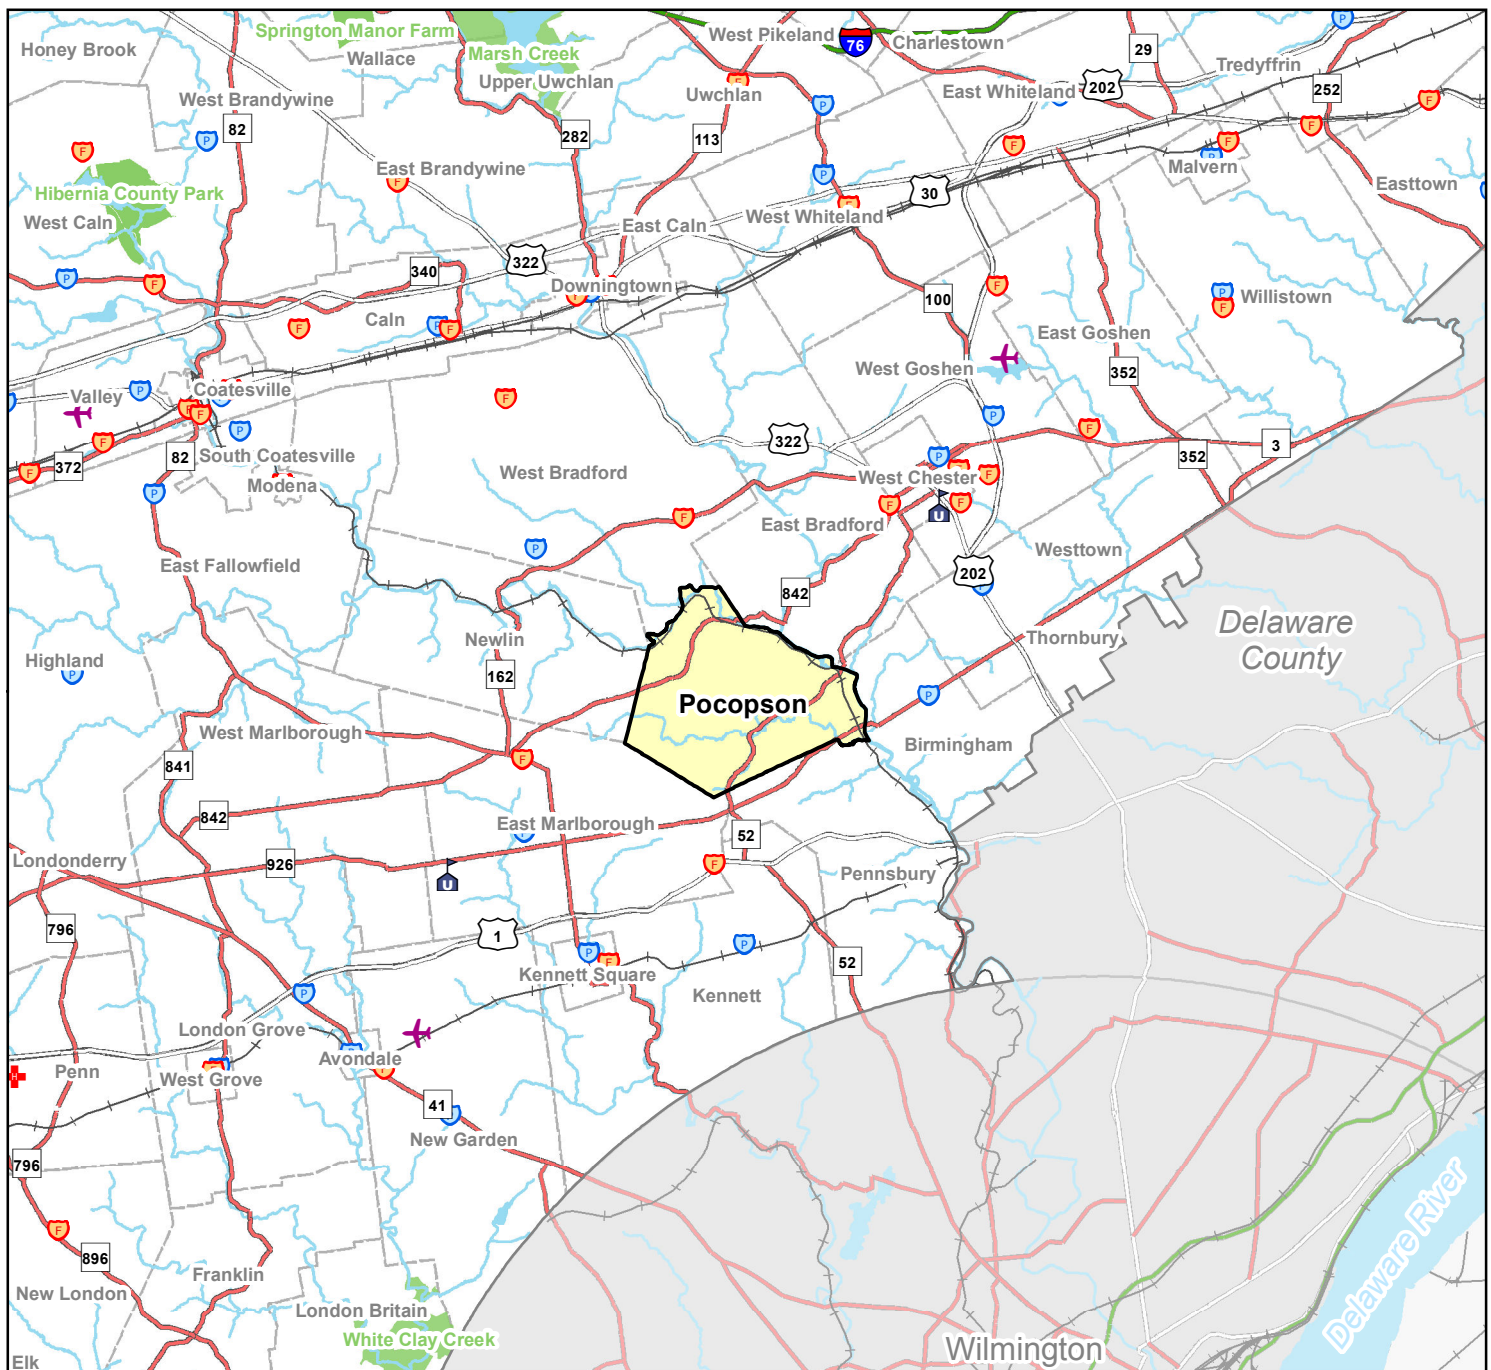 Springton Manor Farm
West Pikeland
76
Charlestown
29
Honey Brook
Wallace
Marsh Creek
Tredyffrin
Upper Uwchlan
Uwchlan
East Whiteland
202
252
West Brandywine
82
282
113
East Brandywine
Malvern
Easttown
Hibernia County Park
30
West Caln
East Caln
West Whiteland
322
340
Downingtown
100
Willistown
Caln
East Goshen
West Goshen
352
Valley
Coatesville
322
3
372
82
South Coatesville
352
West Bradford
West Chester
Modena
U
East Bradford
Westtown
East Fallowfield
202
842
Delaware
County
Newlin
Thornbury
Highland
162
Pocopson
West Marlborough
Birmingham
841
842
East Marlborough
52
Londonderry
926
Pennsbury
U
796
1
52
Kennett Square
Kennett
London Grove
Avondale
Penn
West Grove
41
New Garden
796
896
Franklin
New London
London Britain
Delaware River
White Clay Creek
Wilmington
Elk
F
P